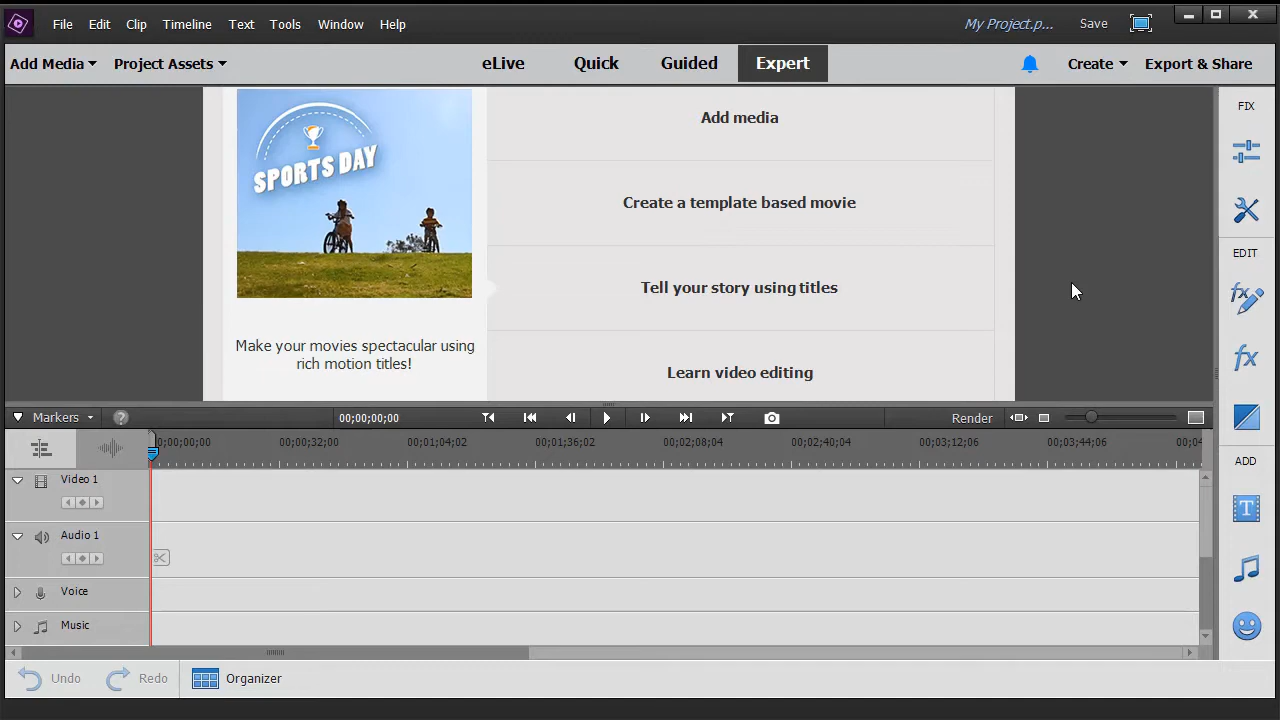 File Edit Clip Timeline Text Tools Window Help My Project.p... Save
Add Media Project Assets eLive Quick Guided Expert Create Export & Share
FIX
SPORTS DAY
Add media
Create a template based movie
EDIT
Tell your story using titles
Make your movies spectacular using
rich motion titles!
Learn video editing
Markers ? 00;00;00;00 Render
0;00;00;00 00;00;32;00 00;01;04;02 00;01;36;02 00;02;08;04 00;02;40;04 00;03;12;06 00;03;44;06 00;04
ADD
Video 1
T
Audio 1
Voice
Music
Undo Redo Organizer